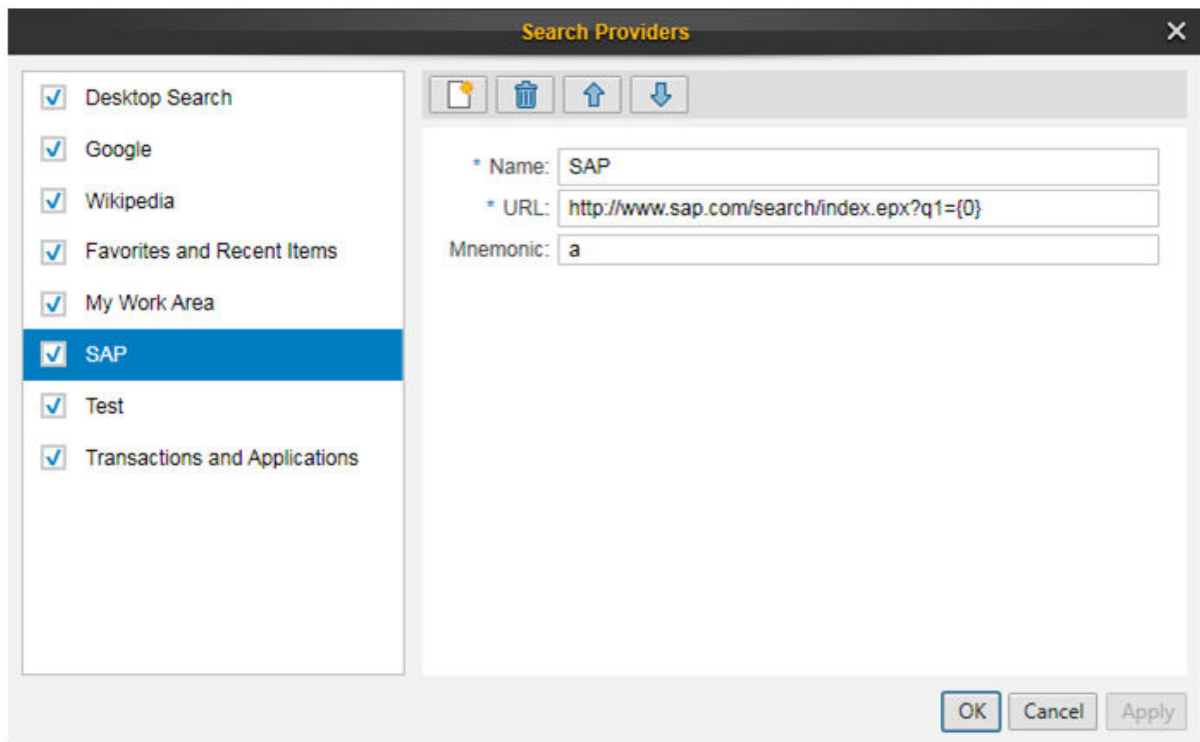 Search Providers
Desktop Search
Google
Wikipedia
Favorites and Recent Items
My Work Area
SAP
Test
Transactions and Applications
* Name: SAP
* URL: http://www.sap.com/search/index.epx?q1={0}
Mnemonic: a
OK Cancel Apply